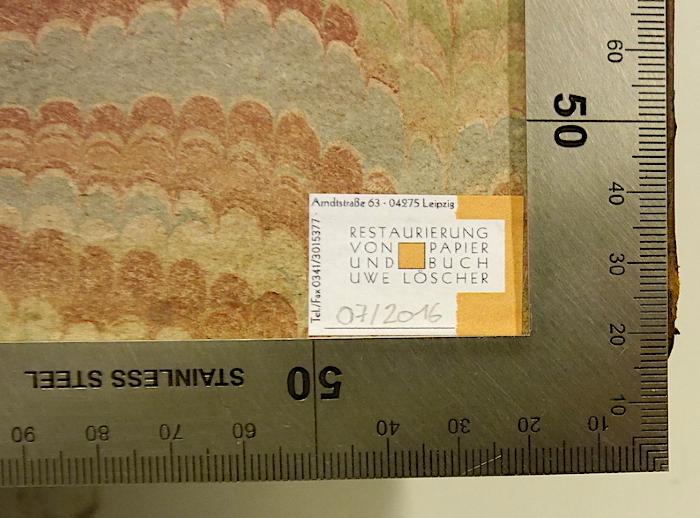 Arndtstraße 63 · 04275 Leipzig
Tel./Fax 0341/3015377 ·
RESTAURIERUNG
VON PAPIER
UND BUCH
UWE LÖSCHER
07/2016
STAINLESS STEEL
50
90 80 70 60 40 30 20 10
60
50
40
30
20
10